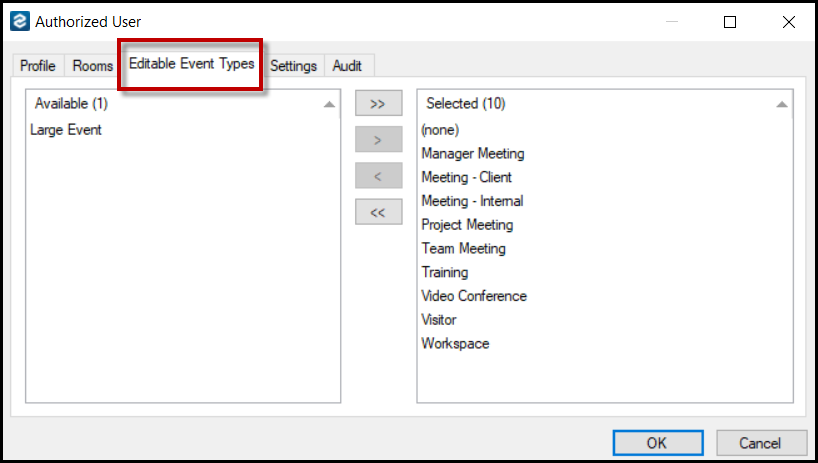 Authorized User
Profile Rooms Editable Event Types Settings Audit
Available (1)
Large Event
>>
>
<
<<
Selected (10)
(none)
Manager Meeting
Meeting - Client
Meeting - Internal
Project Meeting
Team Meeting
Training
Video Conference
Visitor
Workspace
OK Cancel